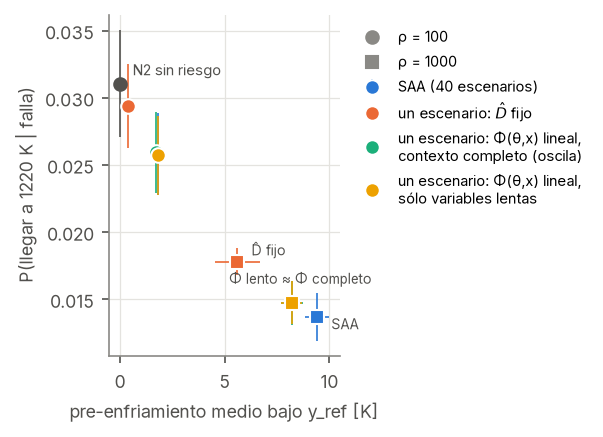 0.035
0.030
0.025
0.020
0.015
P(llegar a 1220 K | falla)
N2 sin riesgo
D̂ fijo
Φ lento ≈ Φ completo
SAA
0
5
10
pre-enfriamiento medio bajo y_ref [K]
ρ = 100
ρ = 1000
SAA (40 escenarios)
un escenario: D̂ fijo
un escenario: Φ(θ,x) lineal,
contexto completo (oscila)
un escenario: Φ(θ,x) lineal,
sólo variables lentas